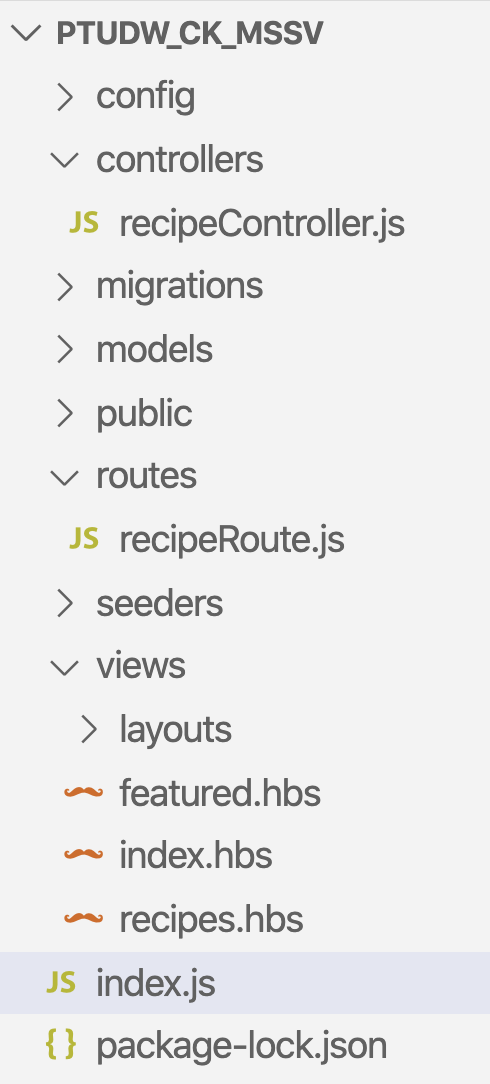 PTUDW_CK_MSSV
config
controllers
JS recipeController.js
migrations
models
public
routes
JS recipeRoute.js
seeders
views
layouts
featured.hbs
index.hbs
recipes.hbs
JS index.js
{ } package-lock.json